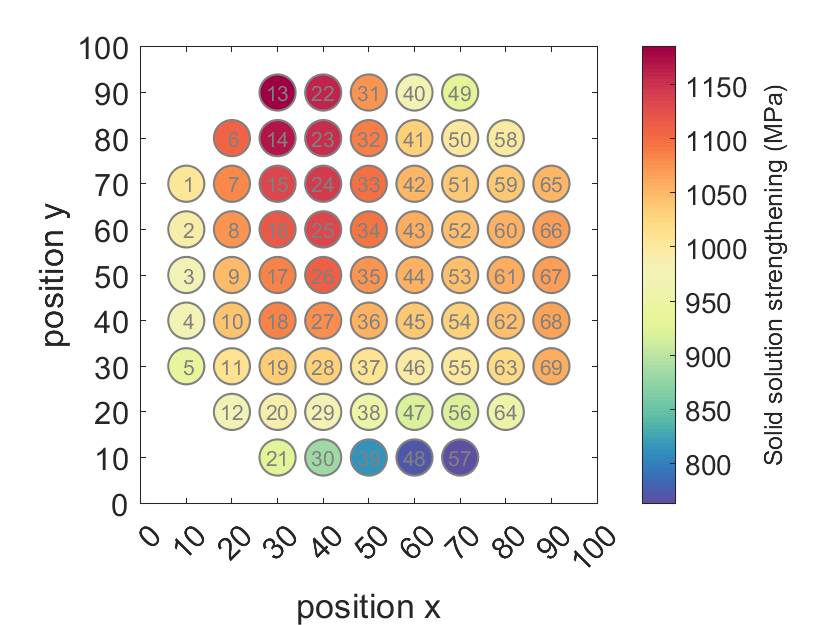 100
90
80
70
60
50
40
30
20
10
0
position y
13 22 31 40 49
6 14 23 32 41 50 58
1 7 15 24 33 42 51 59 65
2 8 16 25 34 43 52 60 66
3 9 17 26 35 44 53 61 67
4 10 18 27 36 45 54 62 68
5 11 19 28 37 46 55 63 69
12 20 29 38 47 56 64
21 30 39 48 57
0 10 20 30 40 50 60 70 80 90 100
position x
1150
1100
1050
1000
950
900
850
800
Solid solution strengthening (MPa)